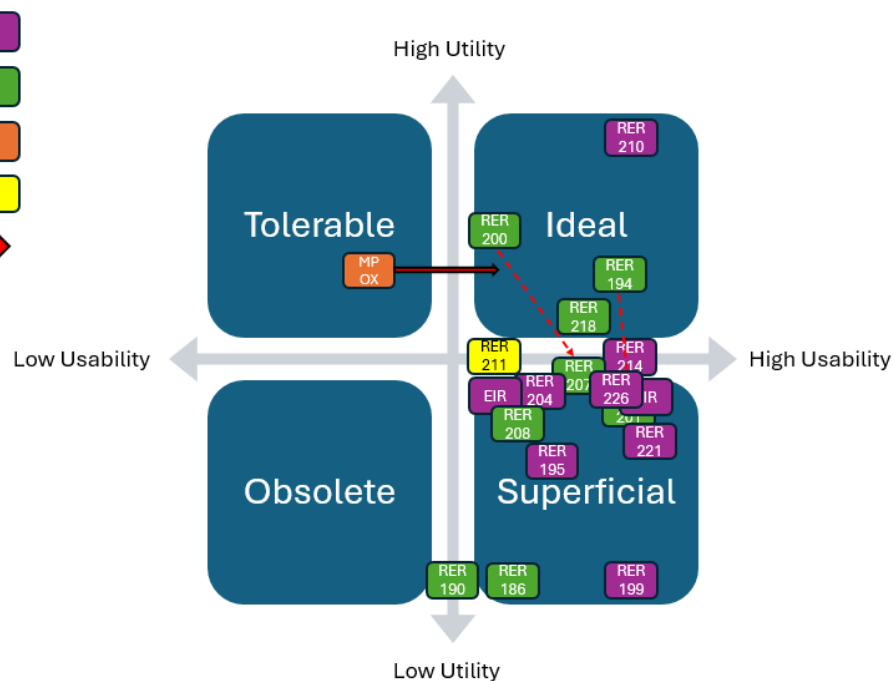 High Utility
RER
210
Tolerable
Ideal
RER
200
MP
OX
RER
194
RER
218
Low Usability
High Usability
RER
211
RER
214
RER
207
EIR
RER
204
RER
226
IR
RER
208
201
RER
221
RER
195
Obsolete
Superficial
RER
190
RER
186
RER
199
Low Utility